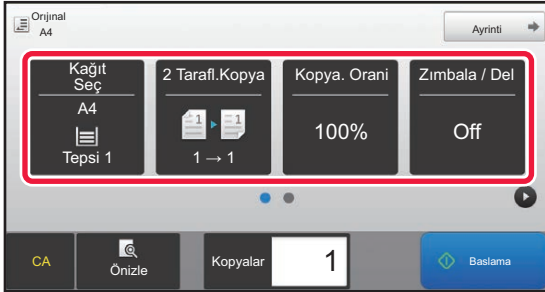 Orıjınal
A4
Ayrinti
Kağıt
Seç
A4
Tepsi 1
2 Tarafl.Kopya
1 → 1
Kopya. Orani
100%
Zımbala / Del
Off
CA
Önizle
Kopyalar
1
Baslama